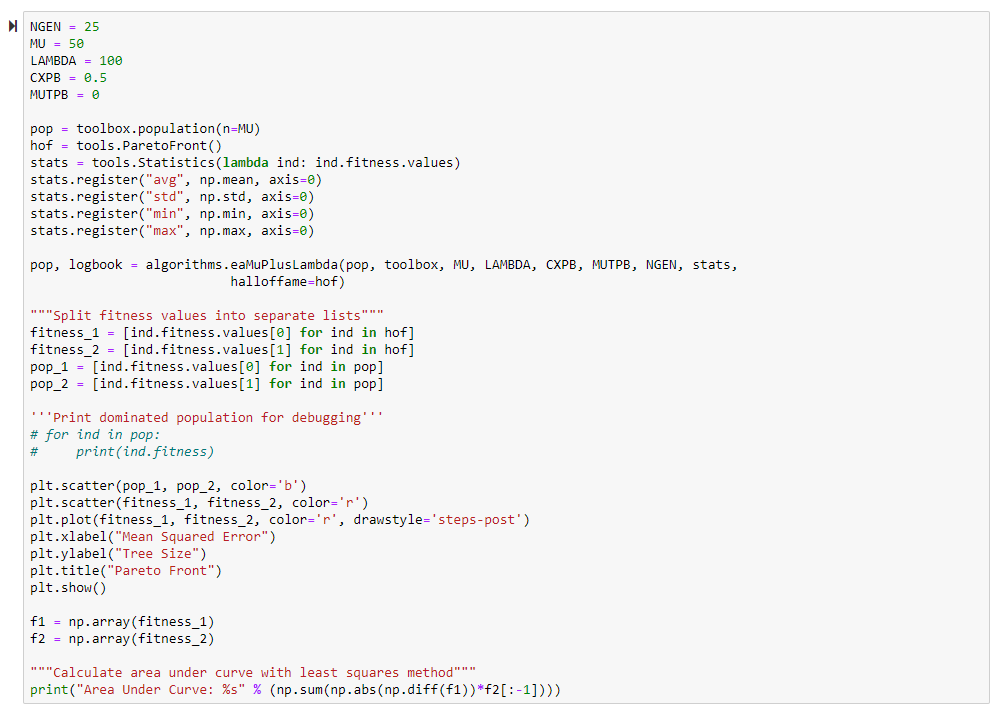 NGEN = 25
MU = 50
LAMBDA = 100
CXPB = 0.5
MUTPB = 0

pop = toolbox.population(n=MU)
hof = tools.ParetoFront()
stats = tools.Statistics(lambda ind: ind.fitness.values)
stats.register("avg", np.mean, axis=0)
stats.register("std", np.std, axis=0)
stats.register("min", np.min, axis=0)
stats.register("max", np.max, axis=0)

pop, logbook = algorithms.eaMuPlusLambda(pop, toolbox, MU, LAMBDA, CXPB, MUTPB, NGEN, stats,
                          halloffame=hof)

"""Split fitness values into separate lists"""
fitness_1 = [ind.fitness.values[0] for ind in hof]
fitness_2 = [ind.fitness.values[1] for ind in hof]
pop_1 = [ind.fitness.values[0] for ind in pop]
pop_2 = [ind.fitness.values[1] for ind in pop]

'''Print dominated population for debugging'''
# for ind in pop:
#     print(ind.fitness)

plt.scatter(pop_1, pop_2, color='b')
plt.scatter(fitness_1, fitness_2, color='r')
plt.plot(fitness_1, fitness_2, color='r', drawstyle='steps-post')
plt.xlabel("Mean Squared Error")
plt.ylabel("Tree Size")
plt.title("Pareto Front")
plt.show()

f1 = np.array(fitness_1)
f2 = np.array(fitness_2)

"""Calculate area under curve with least squares method"""
print("Area Under Curve: %s" % (np.sum(np.abs(np.diff(f1))*f2[:-1])))